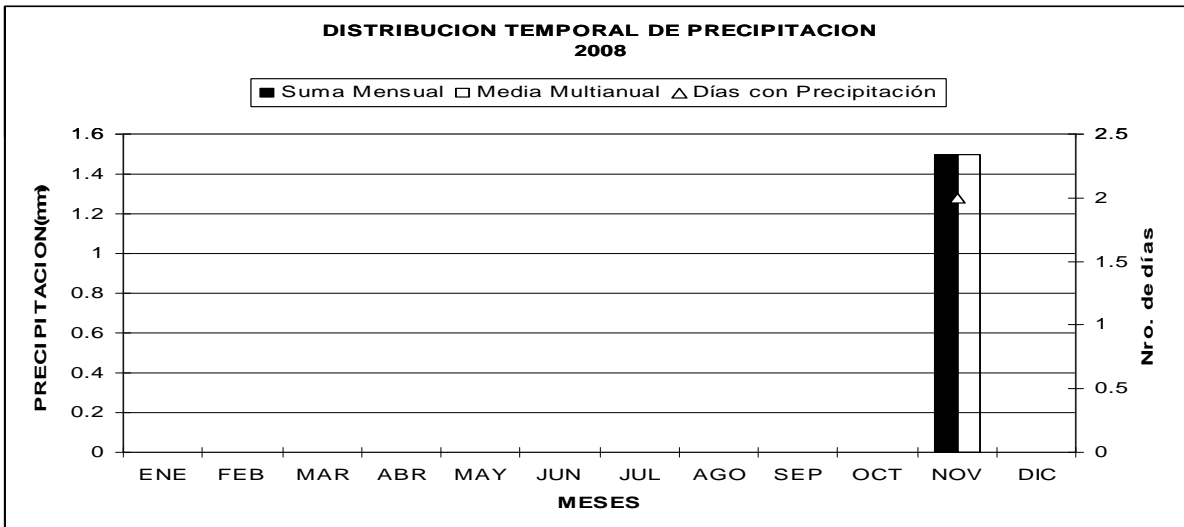 DISTRIBUCION TEMPORAL DE PRECIPITACION
2008
Suma Mensual Media Multianual Días con Precipitación
PRECIPITACION(mm)
1.6
1.4
1.2
1
0.8
0.6
0.4
0.2
0
2.5
2
1.5
1
0.5
0
Nro. de días
ENE FEB MAR ABR MAY JUN JUL AGO SEP OCT NOV DIC
MESES